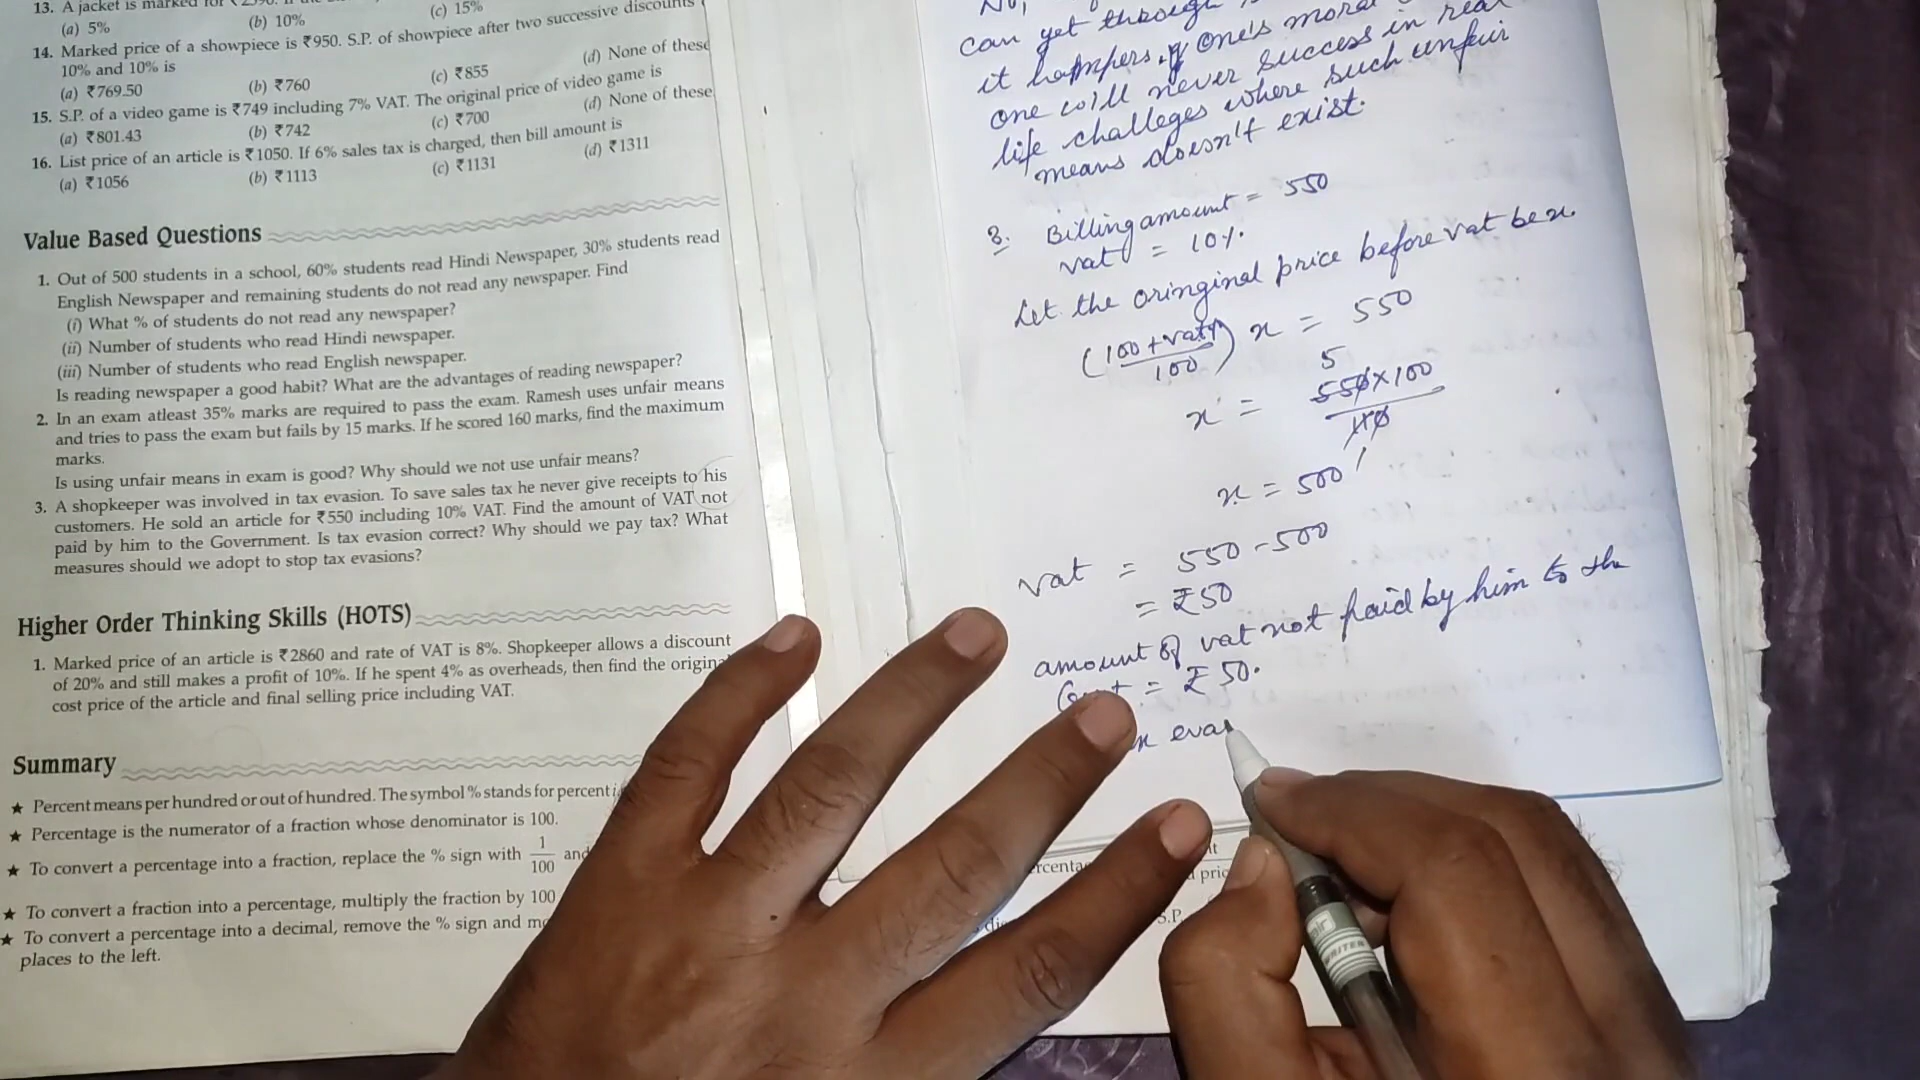 13. A jacket is marked for
(a) 5%
(b) 10%
(c) 15%
14. Marked price of a showpiece is ₹950. S.P. of showpiece after two successive discounts
10% and 10% is
(a) ₹769.50
(b) ₹760
(c) ₹855
(d) None of these
15. S.P. of a video game is ₹749 including 7% VAT. The original price of video game is
(a) ₹801.43
(b) ₹742
(c) ₹700
(d) None of these
16. List price of an article is ₹1050. If 6% sales tax is charged, then bill amount is
(a) ₹1056
(b) ₹1113
(c) ₹1131
(d) ₹1311
Value Based Questions
1. Out of 500 students in a school, 60% students read Hindi Newspaper, 30% students read
English Newspaper and remaining students do not read any newspaper. Find
(i) What % of students do not read any newspaper?
(ii) Number of students who read Hindi newspaper.
(iii) Number of students who read English newspaper.
Is reading newspaper a good habit? What are the advantages of reading newspaper?
2. In an exam atleast 35% marks are required to pass the exam. Ramesh uses unfair means
and tries to pass the exam but fails by 15 marks. If he scored 160 marks, find the maximum
marks.
Is using unfair means in exam is good? Why should we not use unfair means?
3. A shopkeeper was involved in tax evasion. To save sales tax he never give receipts to his
customers. He sold an article for ₹550 including 10% VAT. Find the amount of VAT not
paid by him to the Government. Is tax evasion correct? Why should we pay tax? What
measures should we adopt to stop tax evasions?
Higher Order Thinking Skills (HOTS)
1. Marked price of an article is ₹2860 and rate of VAT is 8%. Shopkeeper allows a discount
of 20% and still makes a profit of 10%. If he spent 4% as overheads, then find the origina
cost price of the article and final selling price including VAT.
Summary
★ Percent means per hundred or out of hundred. The symbol % stands for percent i
★ Percentage is the numerator of a fraction whose denominator is 100.
★ To convert a percentage into a fraction, replace the % sign with 1/100 and
★ To convert a fraction into a percentage, multiply the fraction by 100
★ To convert a percentage into a decimal, remove the % sign and mo
places to the left.
No,
can yet through
it hampers one's moral
one will never success in real
life challeges where such unfair
means doesn't exist.
3. Billing amount = 550
vat = 10%.
Let the oringinal price before vat be x.
(100 + vat%/100) x = 550
5
x = 550×100/110
1
x = 500
vat = 550 - 500
= ₹50
amount of vat not paid by him to the
Govt = ₹50.
eva
rcenta
S.P.